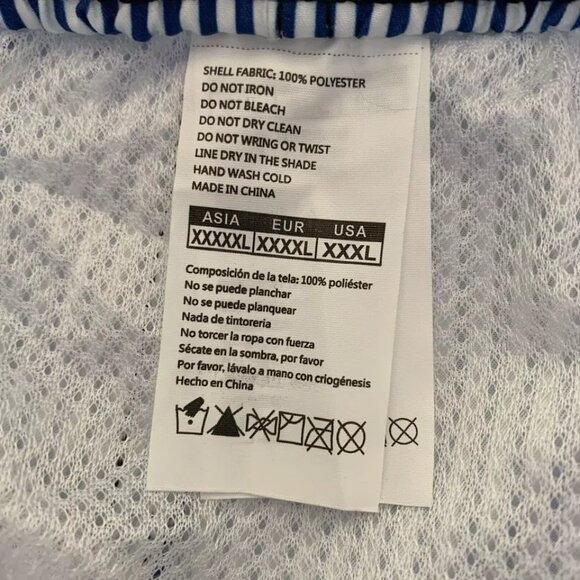 SHELL FABRIC: 100% POLYESTER
DO NOT IRON
DO NOT BLEACH
DO NOT DRY CLEAN
DO NOT WRING OR TWIST
LINE DRY IN THE SHADE
HAND WASH COLD
MADE IN CHINA
ASIA EUR USA
XXXXXL XXXXL XXXL
Composición de la tela: 100% poliéster
No se puede planchar
No se puede planquear
Nada de tintoreria
No torcer la ropa con fuerza
Sécate en la sombra, por favor
Por favor, lávalo a mano con criogénesis
Hecho en China